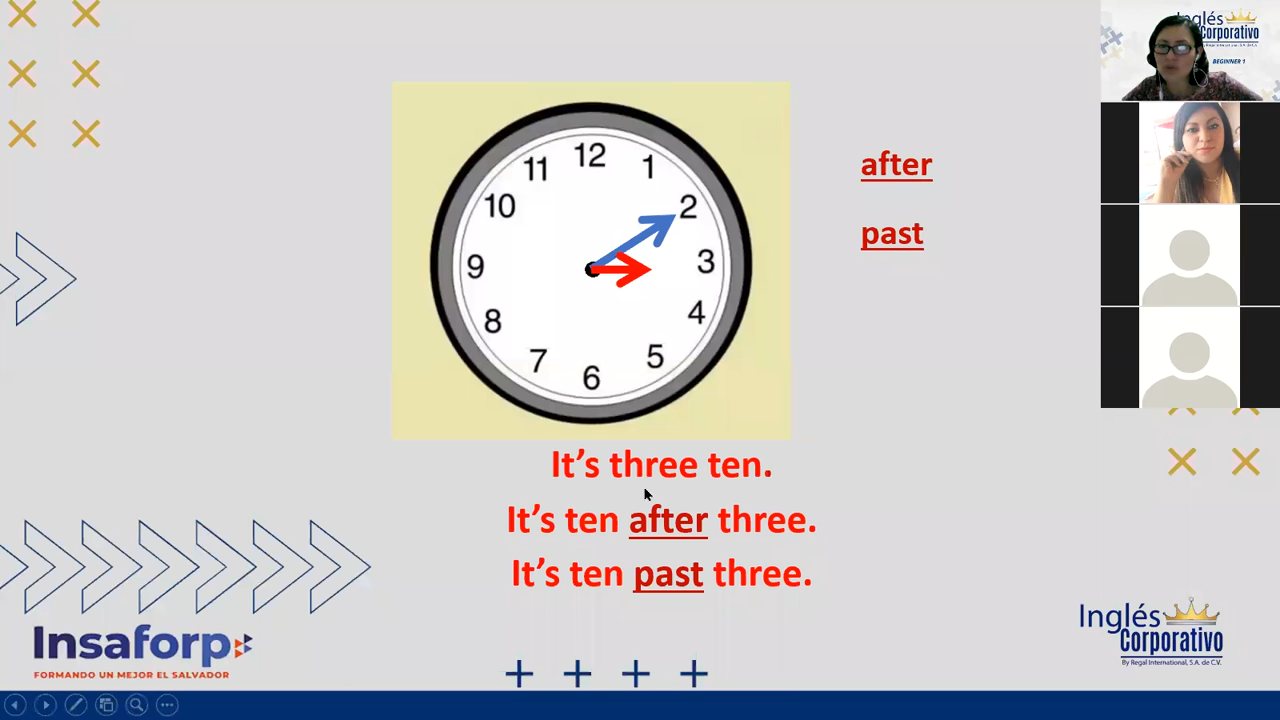 12
11
1
10
2
9
3
8
4
7
5
6
after
past
It's three ten.
It's ten after three.
It's ten past three.
Insaforp
FORMANDO UN MEJOR EL SALVADOR
Inglés
Corporativo
By Regal International, S.A. de C.V.
Inglés
Corporativo
BEGINNER 1